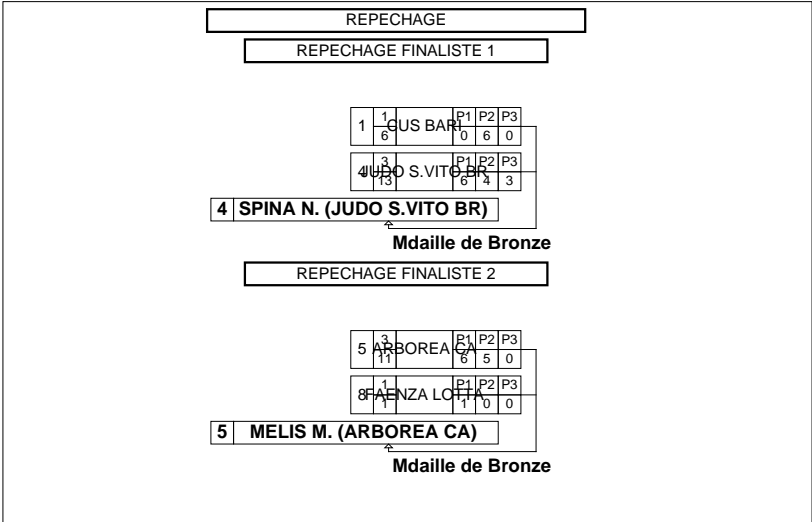 REPECHAGE
REPECHAGE FINALISTE 1
1 1 CUS BARI P1 P2 P3
6 0 6 0
4 3 JUDO S.VITO BR P1 P2 P3
13 6 4 3
4 SPINA N. (JUDO S.VITO BR)
Mdaille de Bronze
REPECHAGE FINALISTE 2
5 3 ARBOREA CA P1 P2 P3
11 6 5 0
8 1 FAENZA LOTTA P1 P2 P3
1 1 0 0
5 MELIS M. (ARBOREA CA)
Mdaille de Bronze